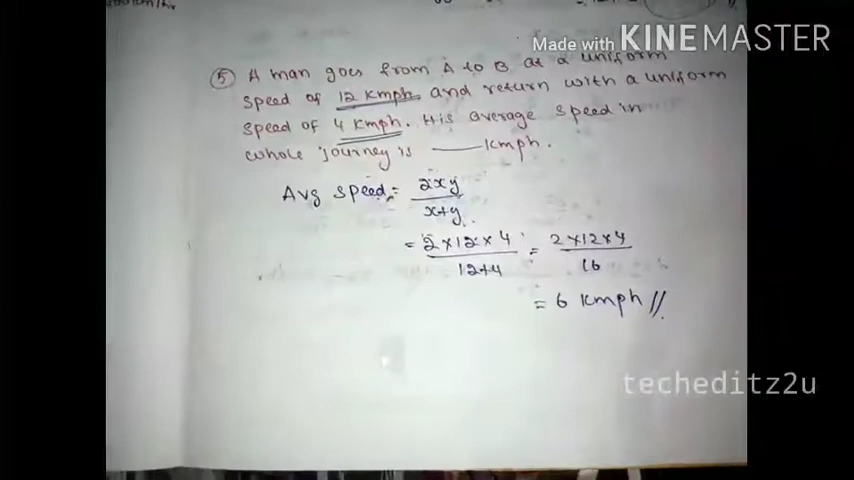 Made with KINEMASTER
⑤ A man goes from A to B at a uniform
speed of 12 kmph and return with a uniform
speed of 4 kmph. His average speed in
whole journey is ——— kmph.
Avg speed = 2xy / x+y
= 2×12×4 / 12+4 = 2×12×4 / 16
= 6 kmph //
techeditz2u